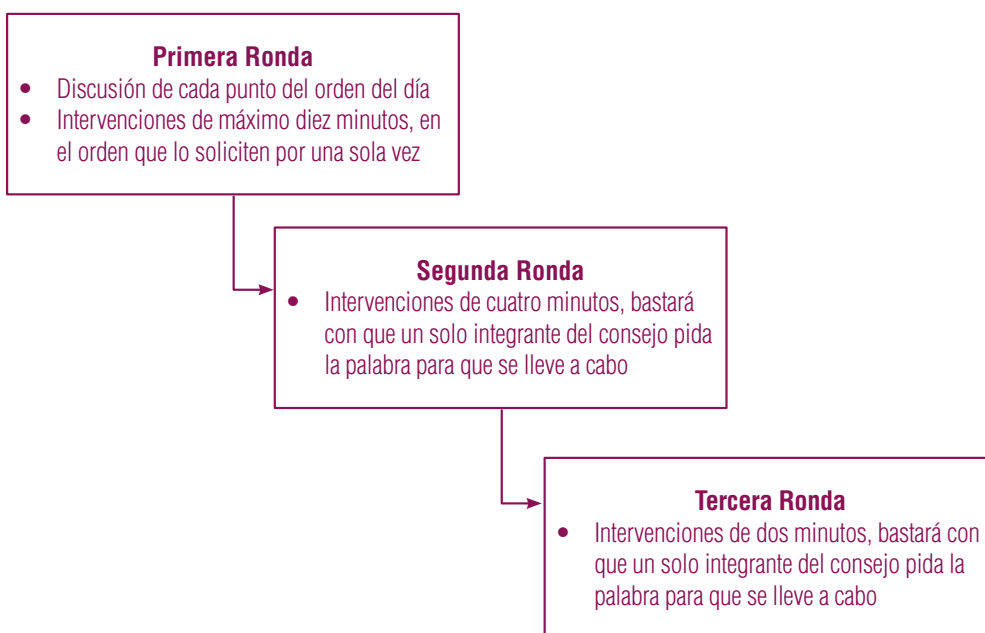 Primera Ronda
• Discusión de cada punto del orden del día
• Intervenciones de máximo diez minutos, en
el orden que lo soliciten por una sola vez
Segunda Ronda
• Intervenciones de cuatro minutos, bastará
con que un solo integrante del consejo pida
la palabra para que se lleve a cabo
Tercera Ronda
• Intervenciones de dos minutos, bastará con
que un solo integrante del consejo pida la
palabra para que se lleve a cabo